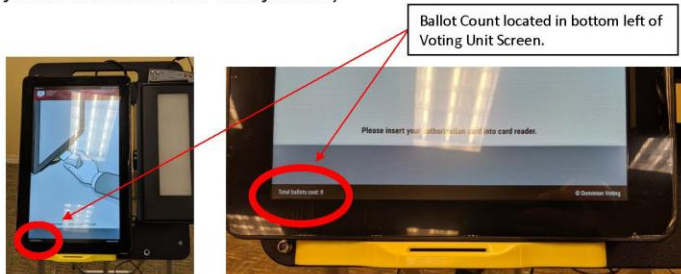 Ballot Count located in bottom left of
Voting Unit Screen.
Please insert your authorization card into card reader.
Total ballots cast: 0
© Dominion Voting